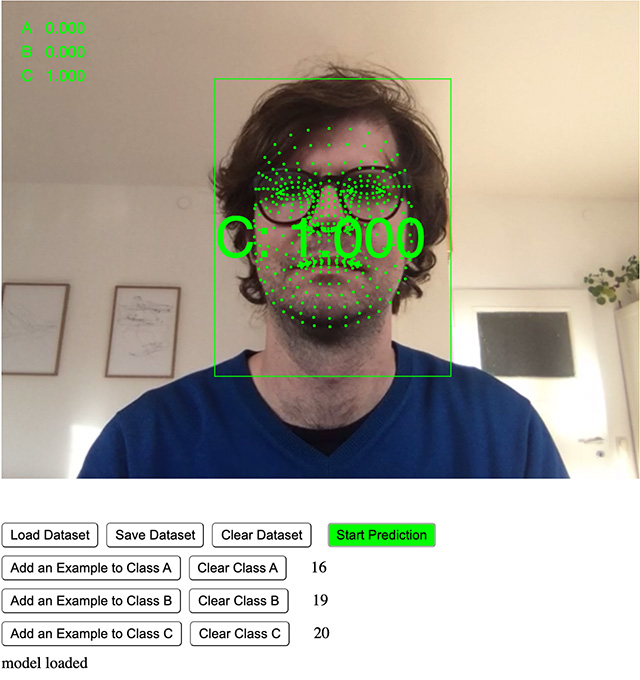 A 0.000
B 0.000
C 1.000
C: 1.000
Load Dataset Save Dataset Clear Dataset Start Prediction
Add an Example to Class A Clear Class A 16
Add an Example to Class B Clear Class B 19
Add an Example to Class C Clear Class C 20
model loaded